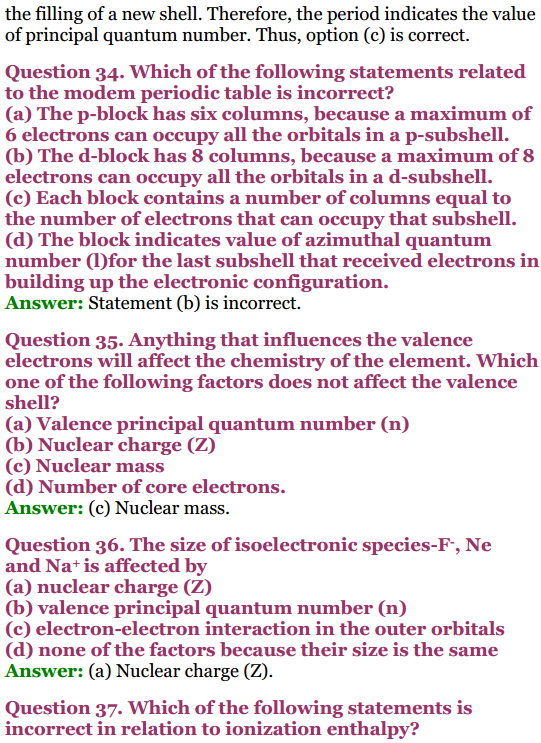 the filling of a new shell. Therefore, the period indicates the value
of principal quantum number. Thus, option (c) is correct.
Question 34. Which of the following statements related
to the modem periodic table is incorrect?
(a) The p-block has six columns, because a maximum of
6 electrons can occupy all the orbitals in a p-subshell.
(b) The d-block has 8 columns, because a maximum of 8
electrons can occupy all the orbitals in a d-subshell.
(c) Each block contains a number of columns equal to
the number of electrons that can occupy that subshell.
(d) The block indicates value of azimuthal quantum
number (l)for the last subshell that received electrons in
building up the electronic configuration.
Answer: Statement (b) is incorrect.
Question 35. Anything that influences the valence
electrons will affect the chemistry of the element. Which
one of the following factors does not affect the valence
shell?
(a) Valence principal quantum number (n)
(b) Nuclear charge (Z)
(c) Nuclear mass
(d) Number of core electrons.
Answer: (c) Nuclear mass.
Question 36. The size of isoelectronic species-F⁻, Ne
and Na⁺ is affected by
(a) nuclear charge (Z)
(b) valence principal quantum number (n)
(c) electron-electron interaction in the outer orbitals
(d) none of the factors because their size is the same
Answer: (a) Nuclear charge (Z).
Question 37. Which of the following statements is
incorrect in relation to ionization enthalpy?